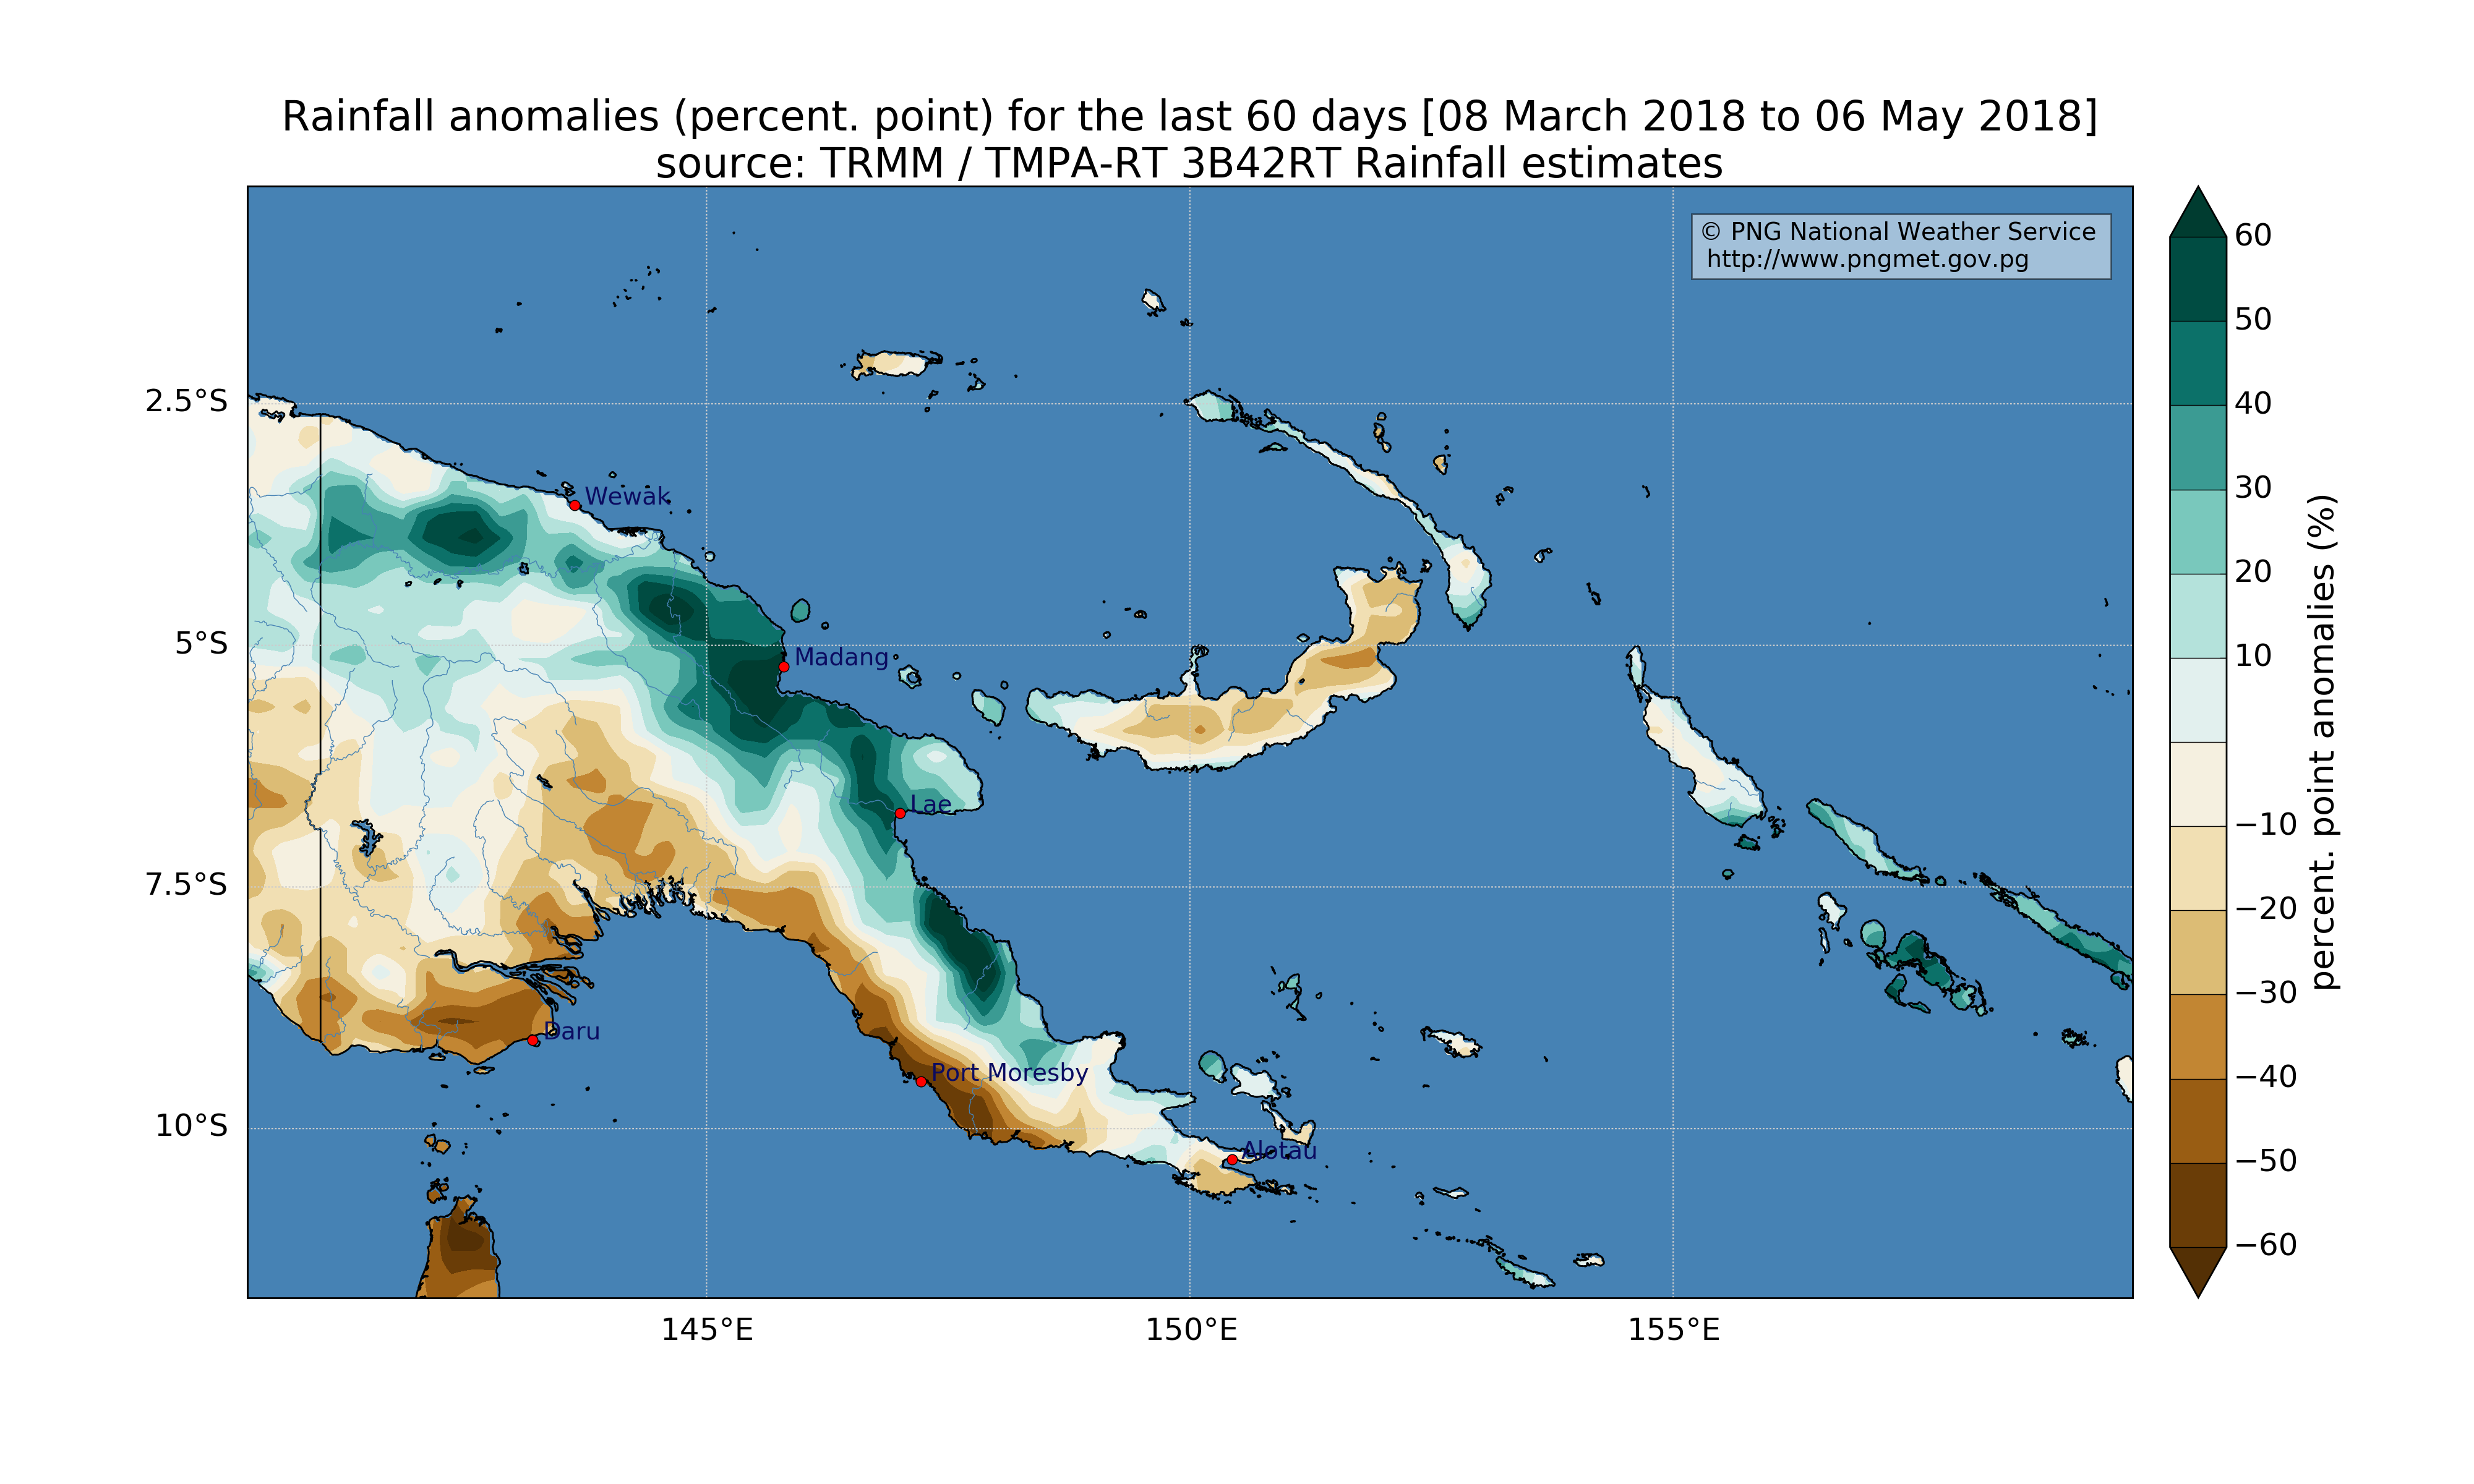 Rainfall anomalies (percent. point) for the last 60 days [08 March 2018 to 06 May 2018]
source: TRMM / TMPA-RT 3B42RT Rainfall estimates
© PNG National Weather Service
http://www.pngmet.gov.pg
2.5°S
5°S
7.5°S
10°S
145°E
150°E
155°E
Wewak
Madang
Lae
Daru
Port Moresby
Alotau
60
50
40
30
20
10
−10
−20
−30
−40
−50
−60
percent. point anomalies (%)